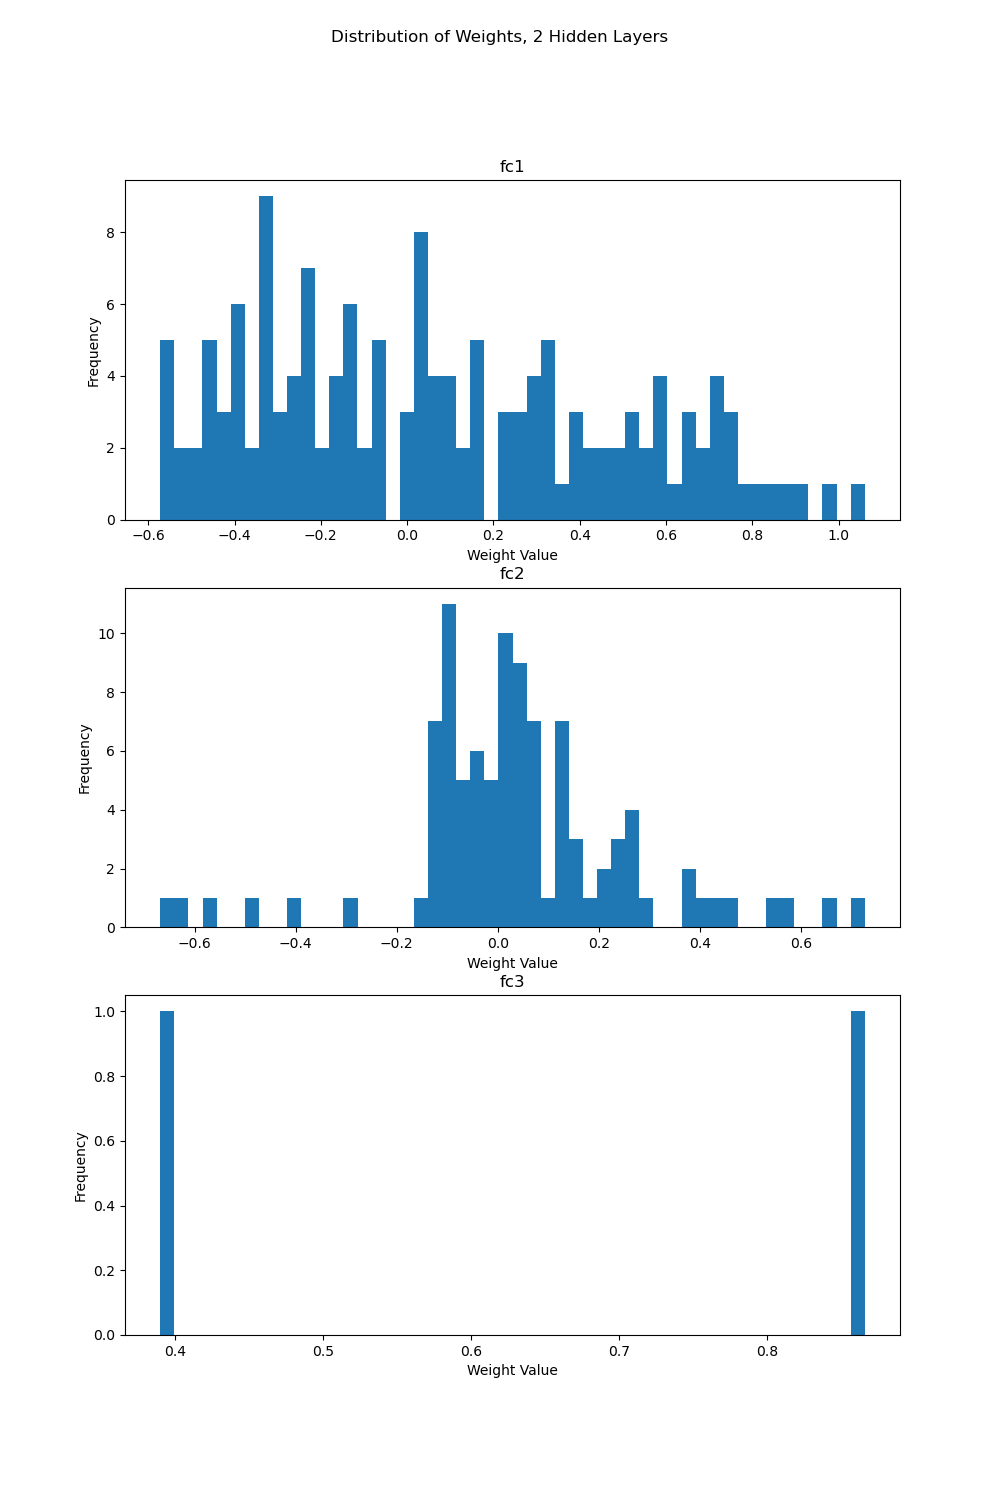 Distribution of Weights, 2 Hidden Layers
fc1
Frequency
8
6
4
2
0
−0.6 −0.4 −0.2 0.0 0.2 0.4 0.6 0.8 1.0
Weight Value
fc2
Frequency
10
8
6
4
2
0
−0.6 −0.4 −0.2 0.0 0.2 0.4 0.6
Weight Value
fc3
Frequency
1.0
0.8
0.6
0.4
0.2
0.0
0.4 0.5 0.6 0.7 0.8
Weight Value